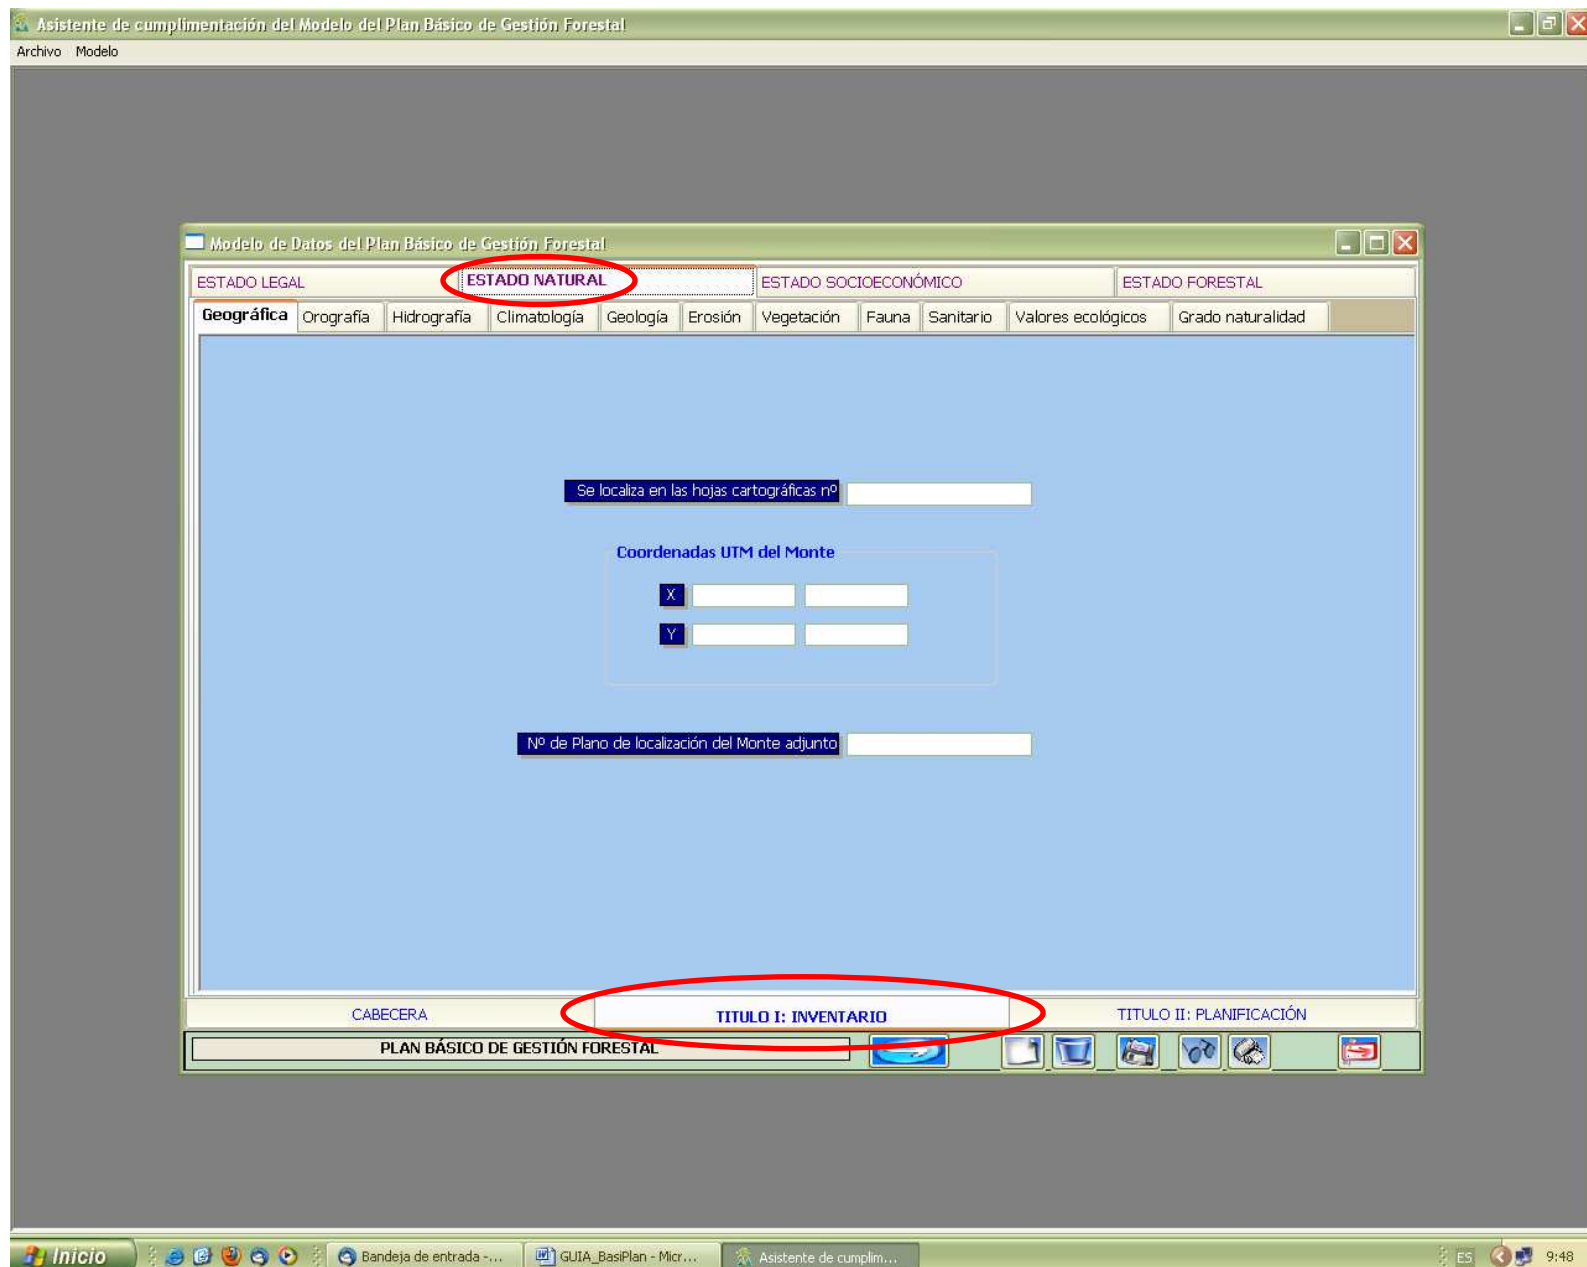 Asistente de cumplimentación del Modelo del Plan Básico de Gestión Forestal
Archivo Modelo
Modelo de Datos del Plan Básico de Gestión Forestal
ESTADO LEGAL ESTADO NATURAL ESTADO SOCIOECONÓMICO ESTADO FORESTAL
Geográfica Orografía Hidrografía Climatología Geología Erosión Vegetación Fauna Sanitario Valores ecológicos Grado naturalidad
Se localiza en las hojas cartográficas nº
Coordenadas UTM del Monte
X
Y
Nº de Plano de localización del Monte adjunto
CABECERA TITULO I: INVENTARIO TITULO II: PLANIFICACIÓN
PLAN BÁSICO DE GESTIÓN FORESTAL
Inicio Bandeja de entrada -... GUIA_BasiPlan - Micr... Asistente de cumplim... ES 9:48